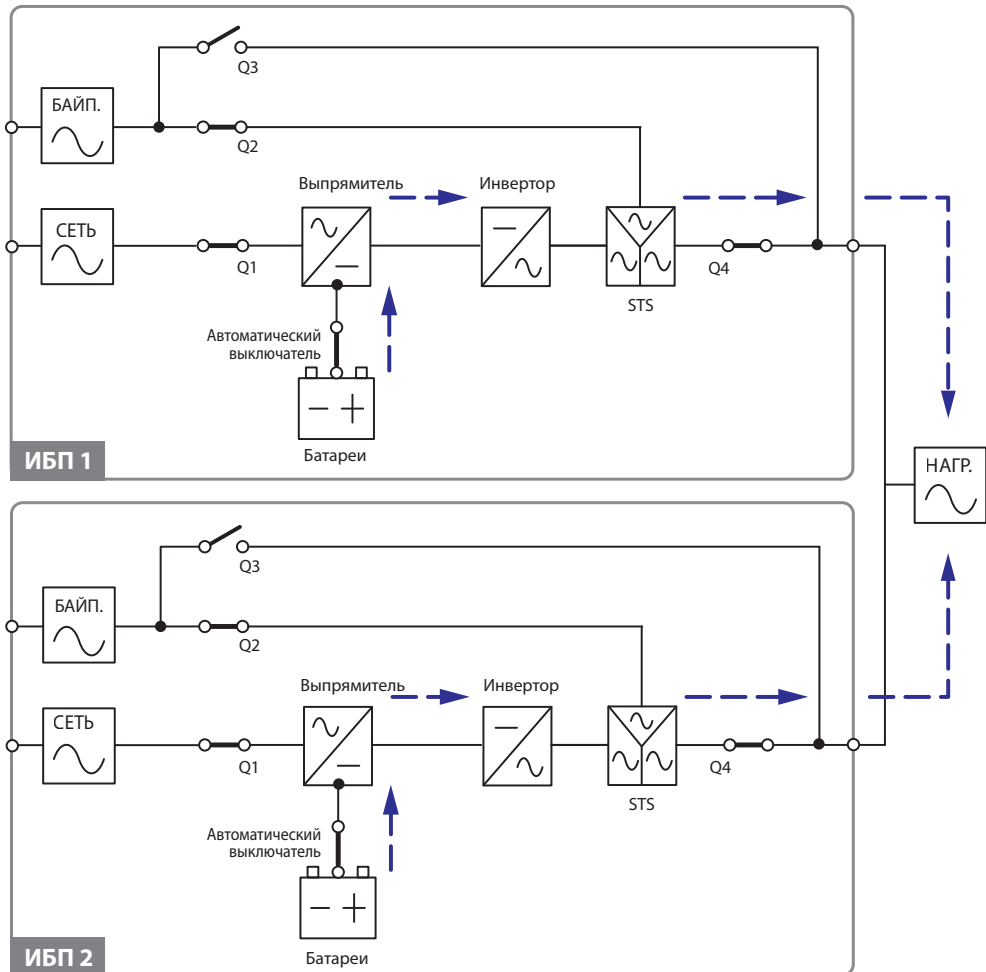 Q3
БАЙП.
Q2
Выпрямитель
Инвертор
СЕТЬ
Q1
Q4
STS
Автоматический
выключатель
Батареи
ИБП 1
НАГР.
Q3
БАЙП.
Q2
Выпрямитель
Инвертор
СЕТЬ
Q1
Q4
STS
Автоматический
выключатель
Батареи
ИБП 2